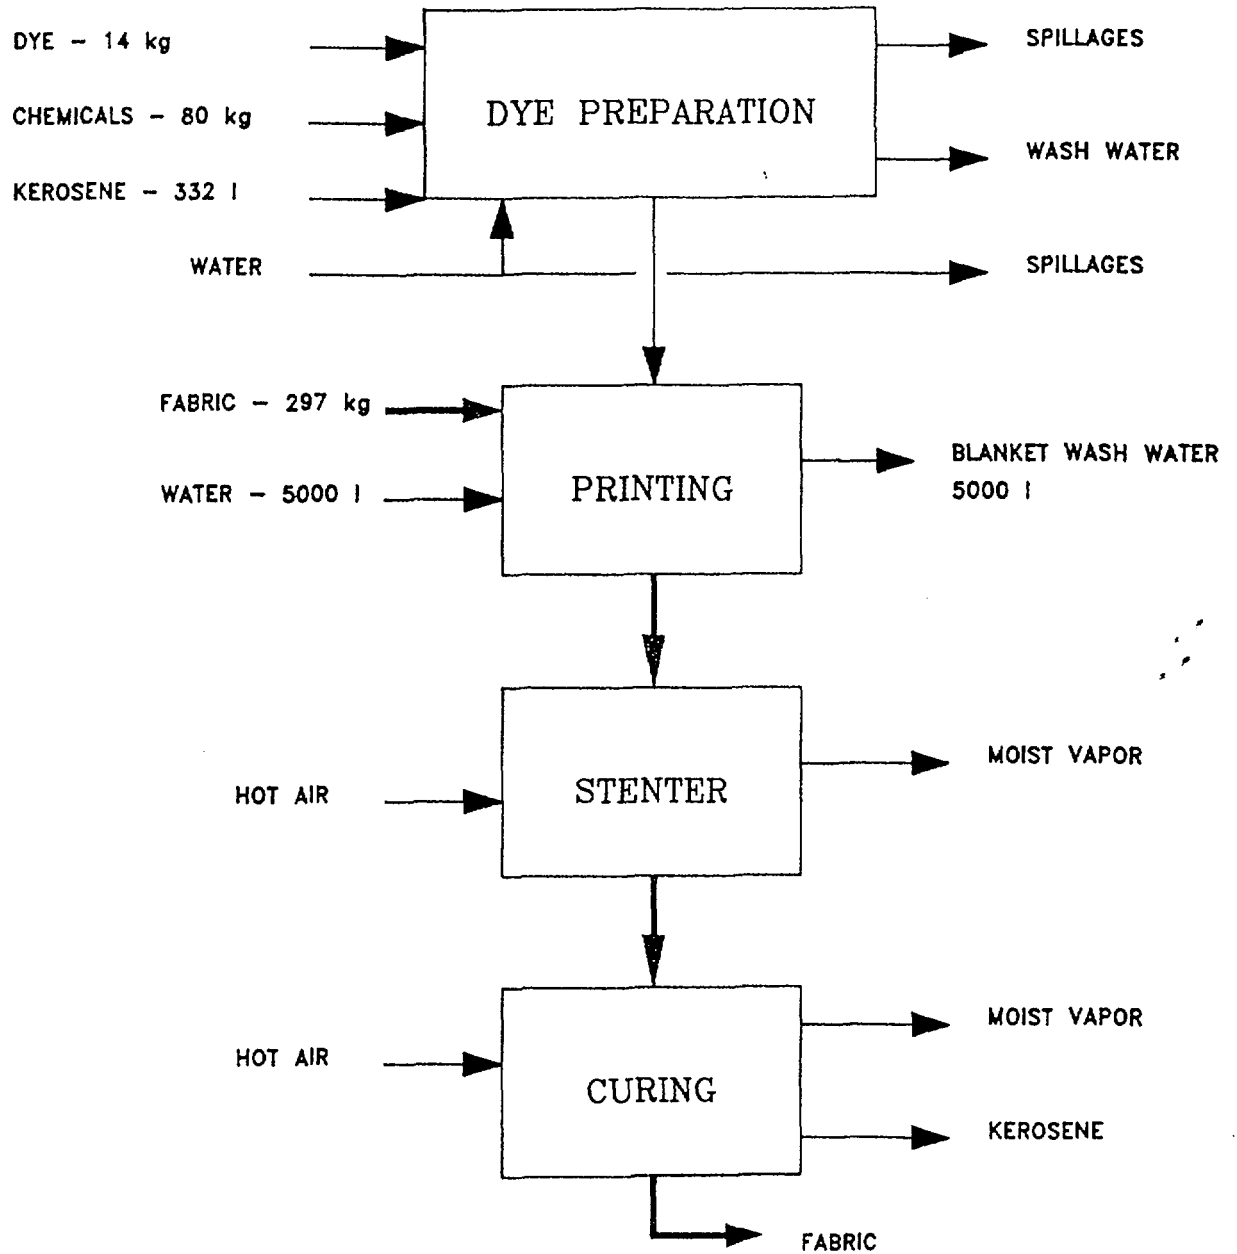 DYE - 14 kg
SPILLAGES
CHEMICALS - 80 kg
DYE PREPARATION
WASH WATER
KEROSENE - 332 l
WATER
SPILLAGES
FABRIC - 297 kg
BLANKET WASH WATER
5000 l
WATER - 5000 l
PRINTING
MOIST VAPOR
HOT AIR
STENTER
MOIST VAPOR
HOT AIR
CURING
KEROSENE
FABRIC